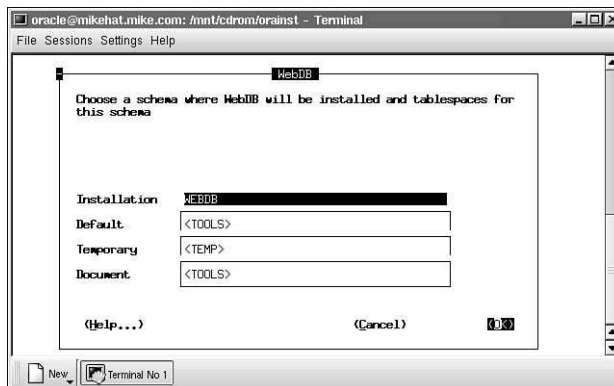 oracle@mikehat.mike.com: /mnt/cdrom/orainst - Terminal
File Sessions Settings Help
WebDB
Choose a schema where WebDB will be installed and tablespaces for
this schema
Installation WEBDB
Default <TOOLS>
Temporary <TEMP>
Document <TOOLS>
(Help...) (Cancel) (OK)
New Terminal No 1